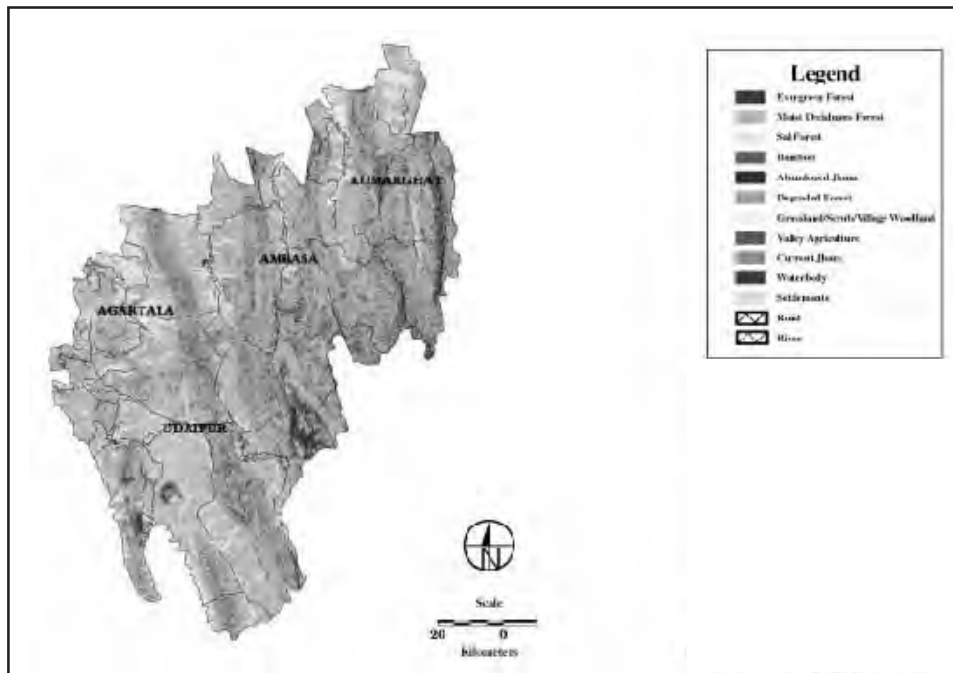 KUMARGHAT
AMBASA
AGARTALA
UDAIPUR
Legend
Evergreen Forest
Moist Deciduous Forest
Sal Forest
Bamboo
Abandoned Jhum
Degraded Forest
Grassland/Scrub/Village Woodland
Valley Agriculture
Current Jhum
Waterbody
Settlements
Road
River
N
Scale
20 0
Kilometers